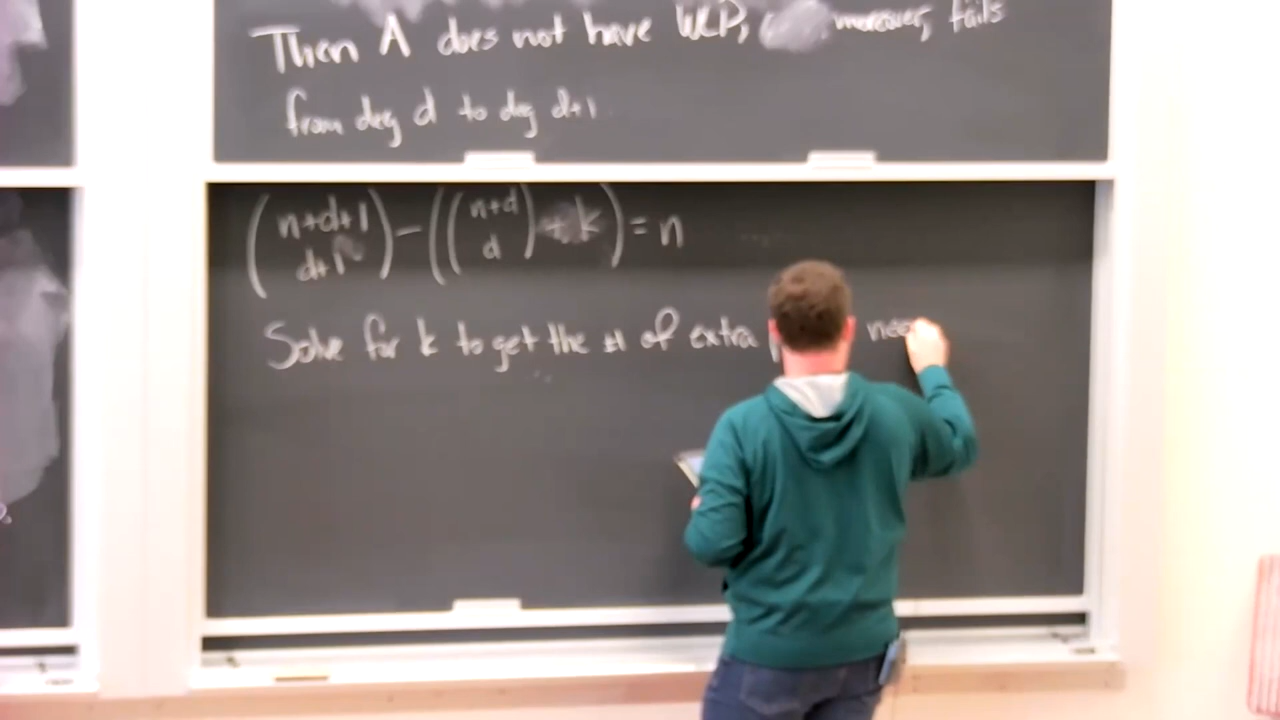 Then A does not have WLP, moreover, fails
from deg d to deg d+1
(n+d+1 d+1) - ((n+d d) + k) = n
Solve for k to get the # of extra